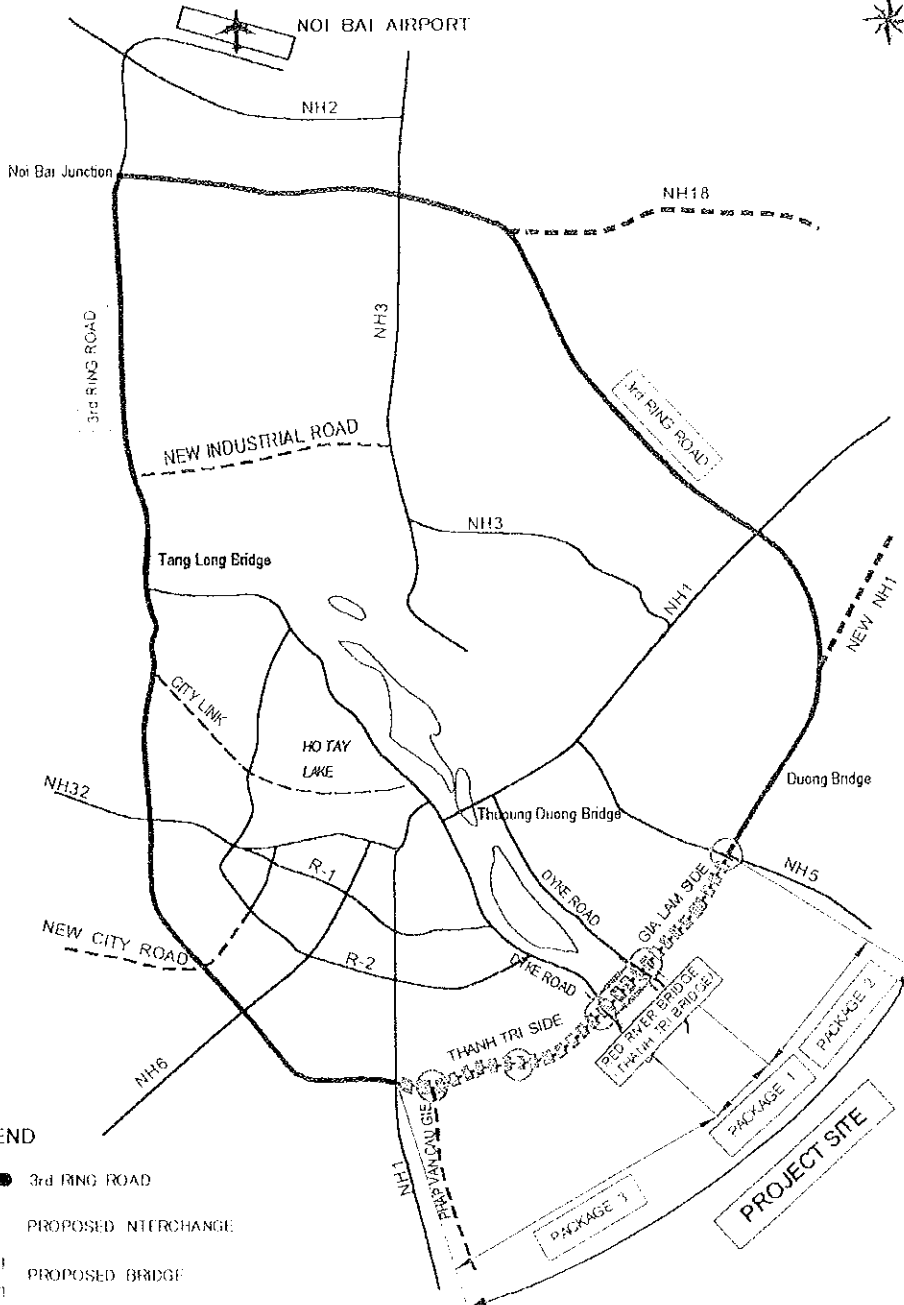 NOI BAI AIRPORT
NH2
Noi Bai Junction
NH18
3rd RING ROAD
NH3
3rd RING ROAD
NEW INDUSTRIAL ROAD
NH3
Tang Long Bridge
NH1
NEW NH1
CITY LINK
HO TAY
LAKE
Duong Bridge
NH32
Thuoung Duong Bridge
R-1
DYKE ROAD
GIA LAM SIDE
NH5
NEW CITY ROAD
R-2
DYKE ROAD
RED RIVER BRIDGE
(THANH TRI BRIDGE)
PACKAGE 2
THANH TRI SIDE
NH6
PACKAGE 1
PHAP VAN CAU GIE
NH1
PROJECT SITE
PACKAGE 3
END
3rd RING ROAD
PROPOSED NTERCHANGE
PROPOSED BRIDGE